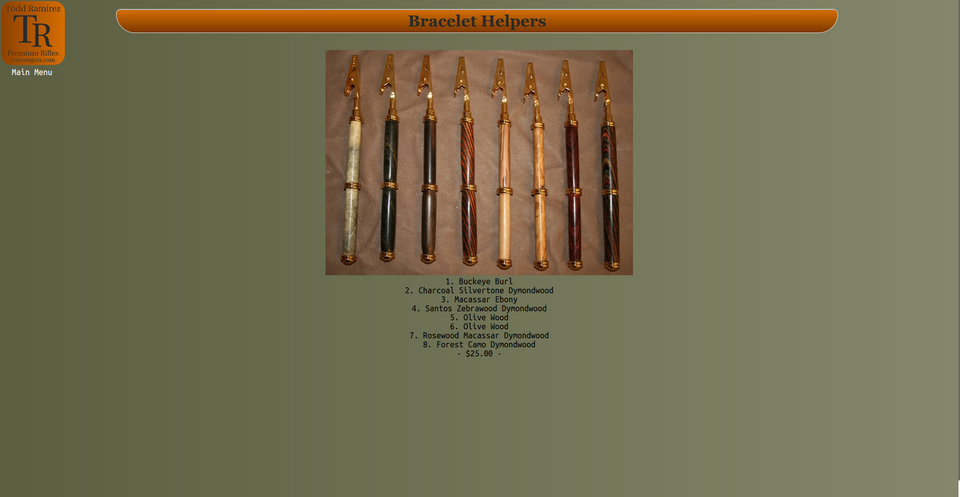 Todd Ramirez
TR
Premium Rifles
Main Menu
Bracelet Helpers
1. Buckeye Burl
2. Charcoal Silvertone Dymondwood
3. Macassar Ebony
4. Santos Zebrawood Dymondwood
5. Olive Wood
6. Olive Wood
7. Rosewood Macassar Dymondwood
8. Forest Camo Dymondwood
- $25.00 -